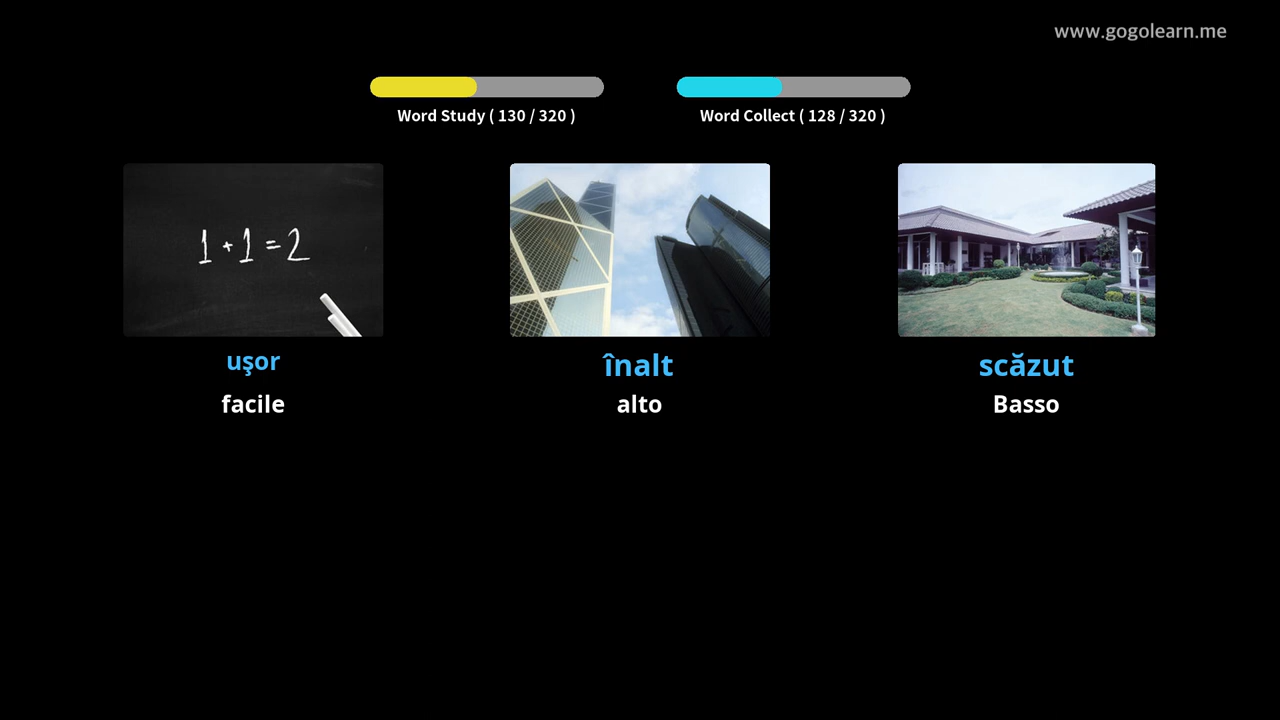 www.gogolearn.me
Word Study ( 130 / 320 )
Word Collect ( 128 / 320 )
1 + 1 = 2
uşor
înalt
scăzut
facile
alto
Basso